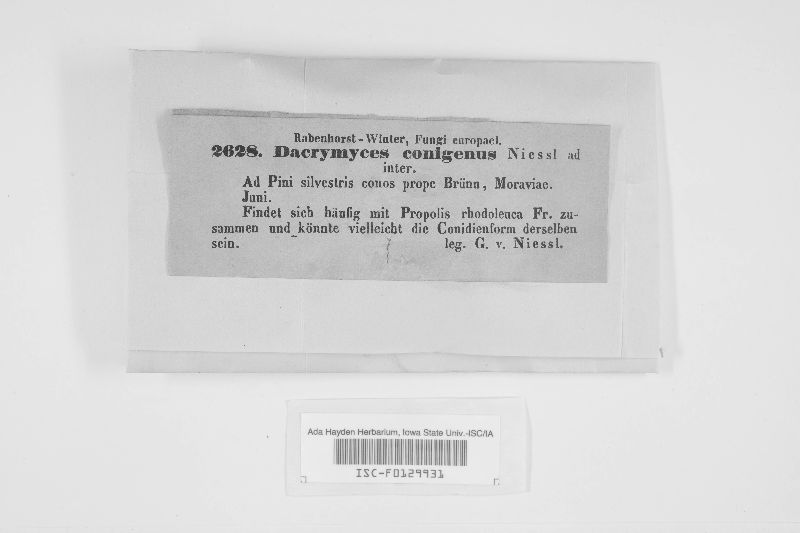 Rabenhorst-Winter, Fungi europaei.
2628. Dacrymyces conigenus Niessl ad
inter.
Ad Pini silvestris conos prope Brünn, Moraviae.
Juni.
Findet sich häufig mit Propolis rhodoleuca Fr. zu-
sammen und könnte vielleicht die Conidienform derselben
sein. leg. G. v. Niessl.
Ada Hayden Herbarium, Iowa State Univ.-ISC/IA
ISC-F0129931